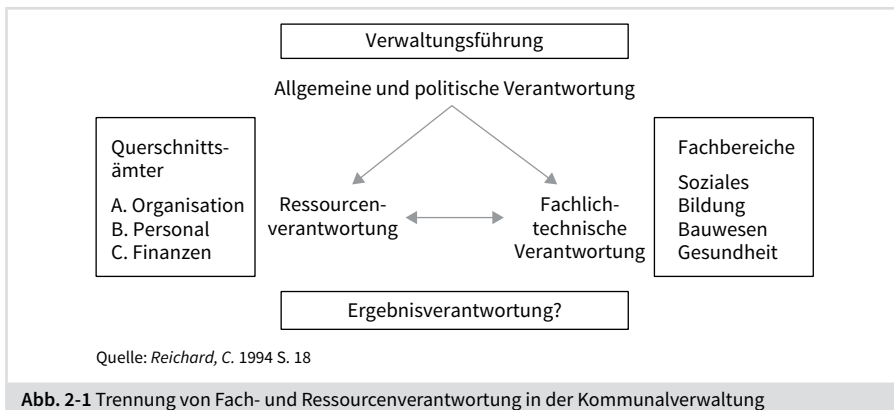 Verwaltungsführung
Allgemeine und politische Verantwortung
Querschnitts-
ämter
A. Organisation
B. Personal
C. Finanzen
Ressourcen-
verantwortung
Fachlich-
technische
Verantwortung
Fachbereiche
Soziales
Bildung
Bauwesen
Gesundheit
Ergebnisverantwortung?
Quelle: Reichard, C. 1994 S. 18
Abb. 2-1 Trennung von Fach- und Ressourcenverantwortung in der Kommunalverwaltung